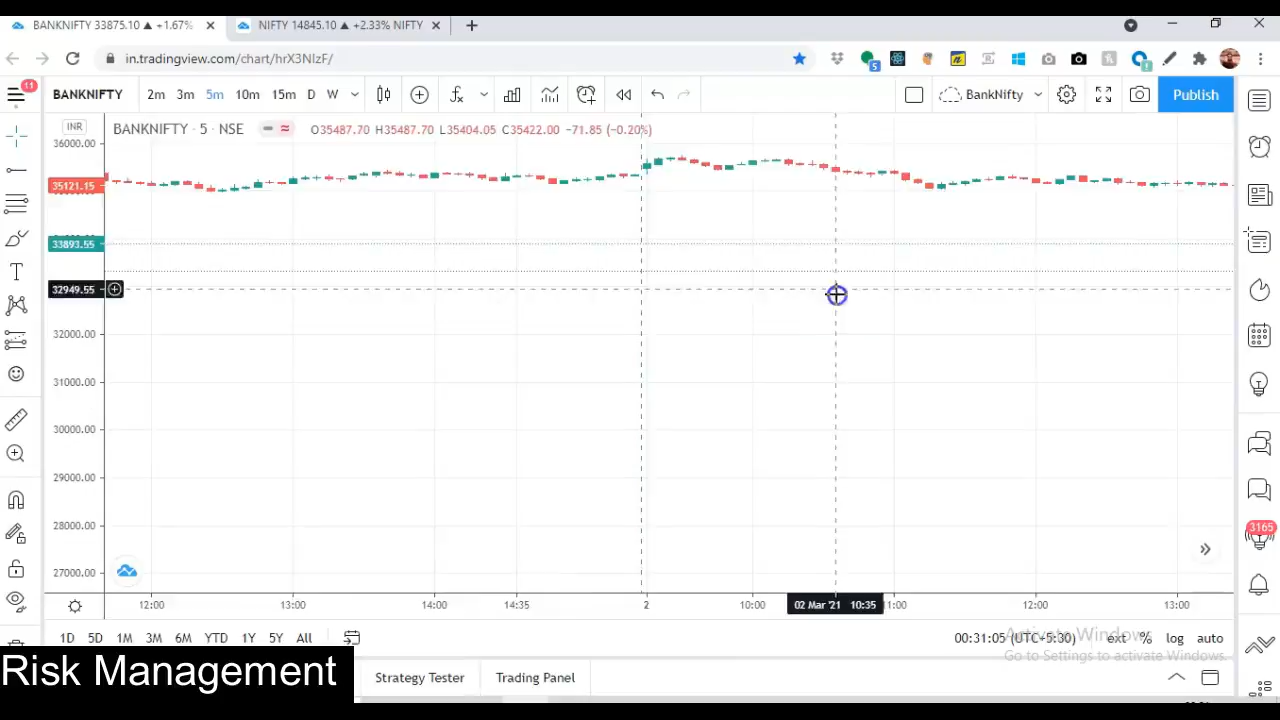 BANKNIFTY 33875.10 ▲ +1.67%
NIFTY 14845.10 ▲ +2.33% NIFTY
in.tradingview.com/chart/hrX3NIzF/
5
1
11
BANKNIFTY 2m 3m 5m 10m 15m D W
BankNifty
Publish
INR
BANKNIFTY · 5 · NSE
O35487.70 H35487.70 L35404.05 C35422.00 −71.85 (−0.20%)
36000.00
35121.15
33893.55
32949.55
32000.00
31000.00
30000.00
29000.00
28000.00
27000.00
3165
12:00 13:00 14:00 14:35 2 10:00 02 Mar '21 10:35 11:00 12:00 13:00
1D 5D 1M 3M 6M YTD 1Y 5Y All
00:31:05 (UTC+5:30) ext % log auto
Activate Windows
Go to Settings to activate Windows.
Risk Management
Strategy Tester
Trading Panel